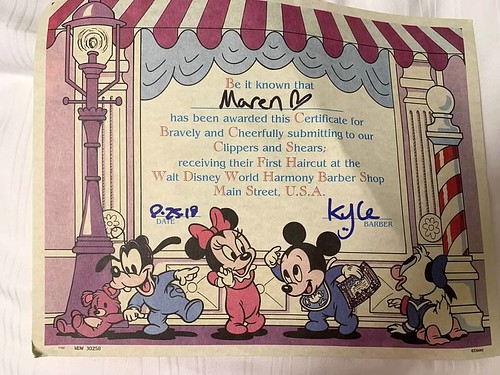 Be it known that
Maren
has been awarded this Certificate for
Bravely and Cheerfully submitting to our
Clippers and Shears;
receiving their First Haircut at the
Walt Disney World Harmony Barber Shop
Main Street, U.S.A.
8-25-18 Kyle
DATE BARBER
WDW 30250